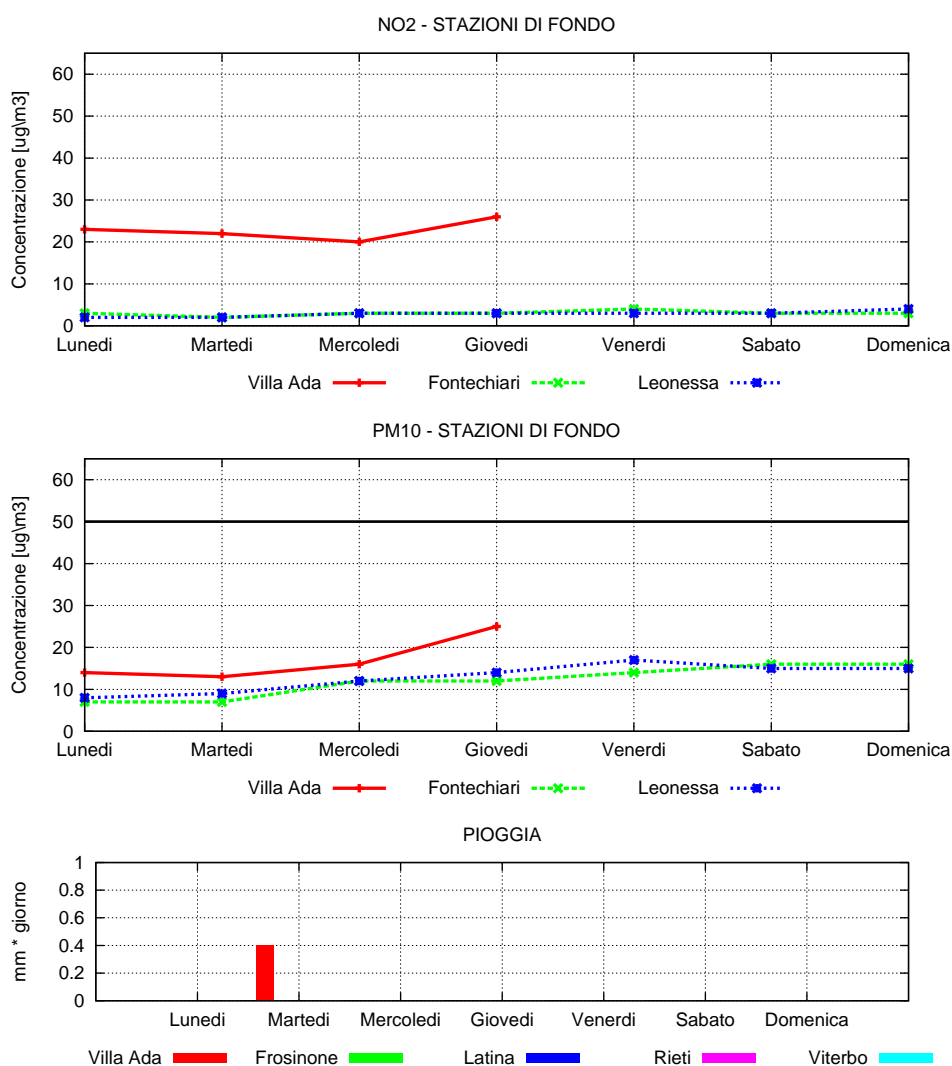 NO2 - STAZIONI DI FONDO
Concentrazione [ug\m3]
60
50
40
30
20
10
0
Lunedi Martedi Mercoledi Giovedi Venerdi Sabato Domenica
Villa Ada Fontechiari Leonessa
PM10 - STAZIONI DI FONDO
Concentrazione [ug\m3]
60
50
40
30
20
10
0
Lunedi Martedi Mercoledi Giovedi Venerdi Sabato Domenica
Villa Ada Fontechiari Leonessa
PIOGGIA
mm * giorno
1
0.8
0.6
0.4
0.2
0
Lunedi Martedi Mercoledi Giovedi Venerdi Sabato Domenica
Villa Ada Frosinone Latina Rieti Viterbo